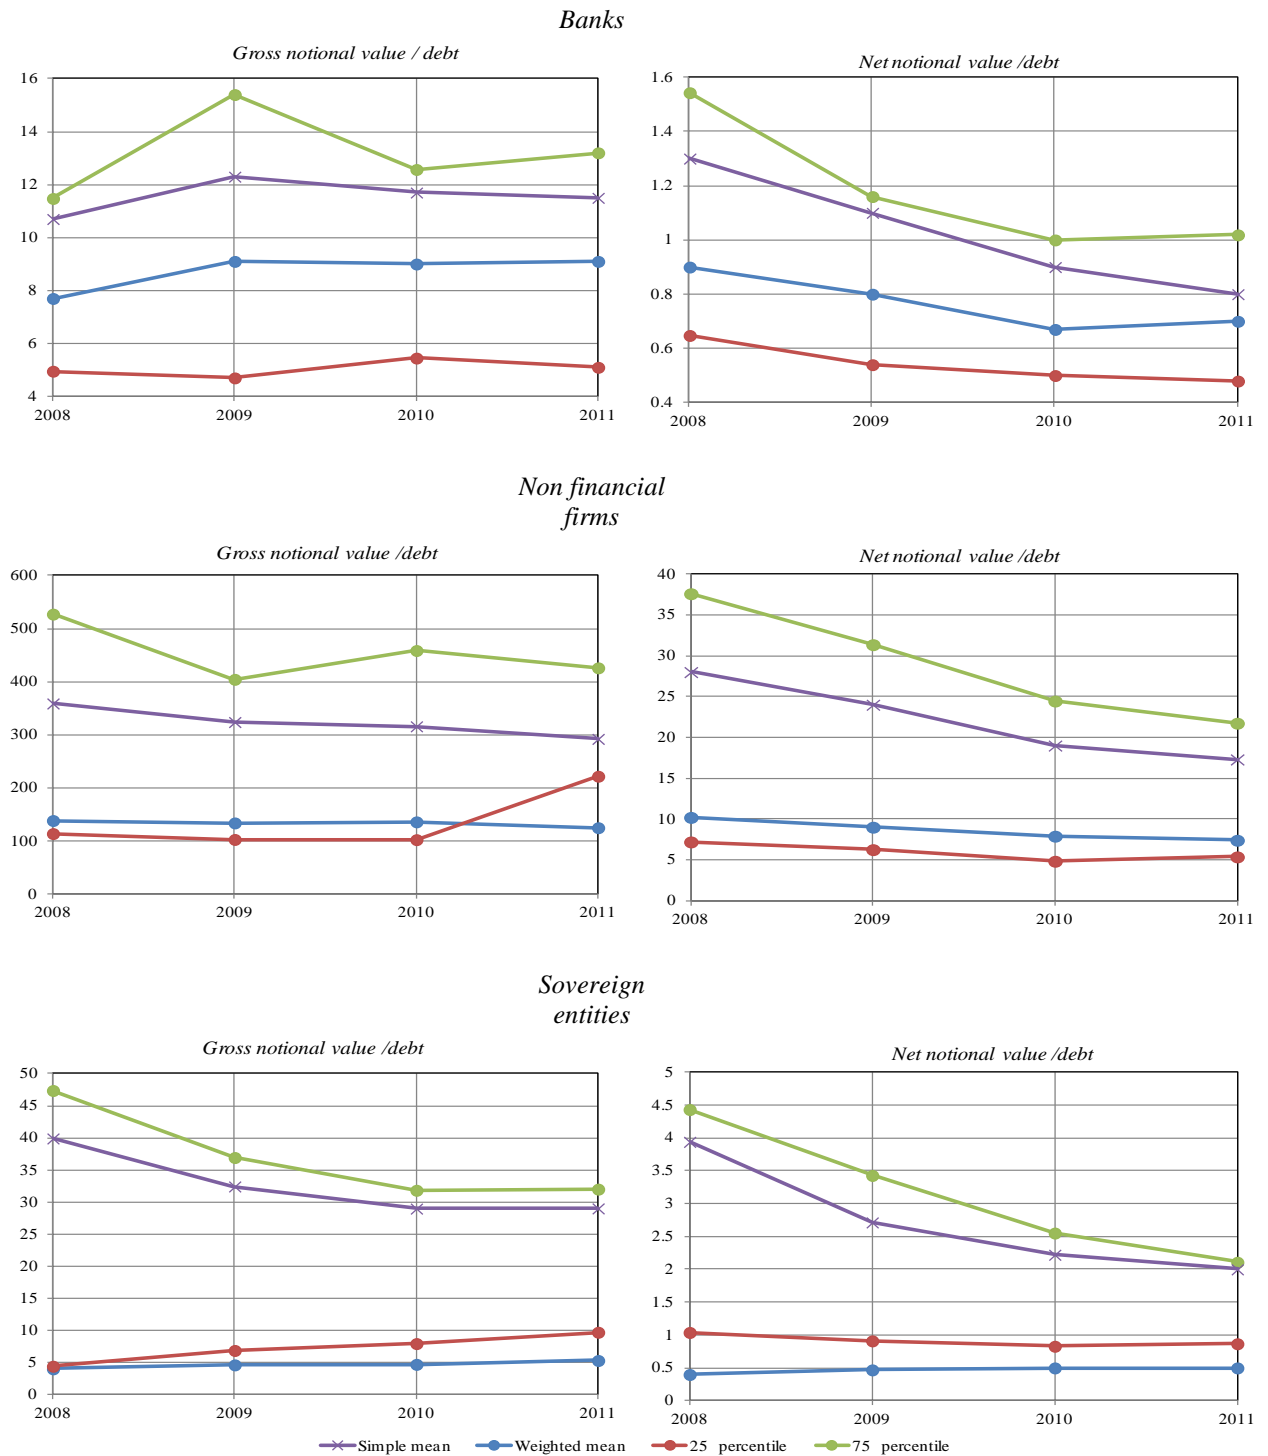 Banks
Gross notional value / debt
16
14
12
10
8
6
4
2008 2009 2010 2011
Net notional value /debt
1.6
1.4
1.2
1
0.8
0.6
0.4
2008 2009 2010 2011
Non financial
firms
Gross notional value /debt
600
500
400
300
200
100
0
2008 2009 2010 2011
Net notional value /debt
40
35
30
25
20
15
10
5
0
2008 2009 2010 2011
Sovereign
entities
Gross notional value /debt
50
45
40
35
30
25
20
15
10
5
0
2008 2009 2010 2011
Net notional value /debt
5
4.5
4
3.5
3
2.5
2
1.5
1
0.5
0
2008 2009 2010 2011
Simple mean Weighted mean 25 percentile 75 percentile